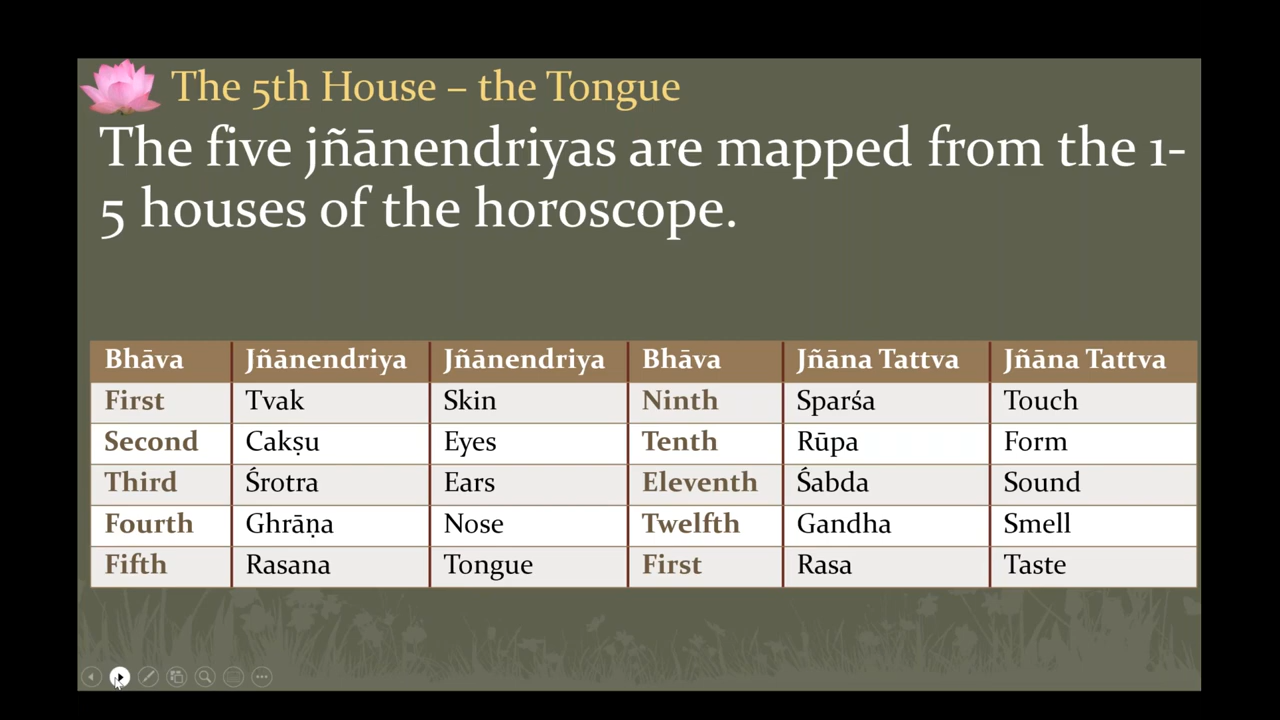 The 5th House – the Tongue
The five jñānendriyas are mapped from the 1-
5 houses of the horoscope.
Bhāva Jñānendriya Jñānendriya Bhāva Jñāna Tattva Jñāna Tattva
First Tvak Skin Ninth Sparśa Touch
Second Cakṣu Eyes Tenth Rūpa Form
Third Śrotra Ears Eleventh Śabda Sound
Fourth Ghrāṇa Nose Twelfth Gandha Smell
Fifth Rasana Tongue First Rasa Taste